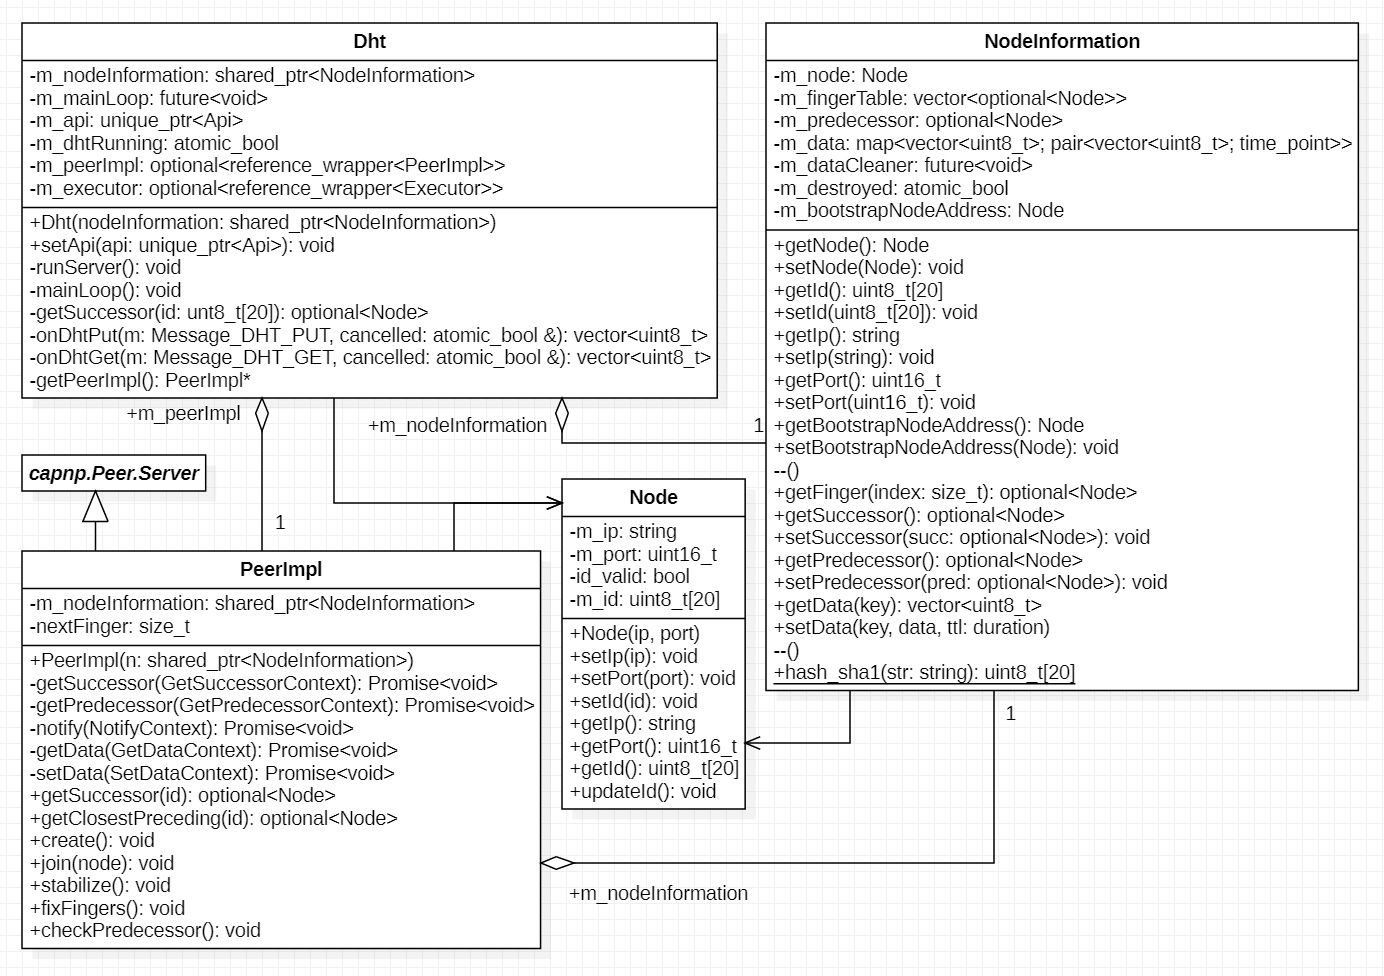 Dht
-m_nodeInformation: shared_ptr<NodeInformation>
-m_mainLoop: future<void>
-m_api: unique_ptr<Api>
-m_dhtRunning: atomic_bool
-m_peerImpl: optional<reference_wrapper<PeerImpl>>
-m_executor: optional<reference_wrapper<Executor>>
+Dht(nodeInformation: shared_ptr<NodeInformation>)
+setApi(api: unique_ptr<Api>): void
-runServer(): void
-mainLoop(): void
-getSuccessor(id: unt8_t[20]): optional<Node>
-onDhtPut(m: Message_DHT_PUT, cancelled: atomic_bool &): vector<uint8_t>
-onDhtGet(m: Message_DHT_GET, cancelled: atomic_bool &): vector<uint8_t>
-getPeerImpl(): PeerImpl*
NodeInformation
-m_node: Node
-m_fingerTable: vector<optional<Node>>
-m_predecessor: optional<Node>
-m_data: map<vector<uint8_t>; pair<vector<uint8_t>; time_point>>
-m_dataCleaner: future<void>
-m_destroyed: atomic_bool
-m_bootstrapNodeAddress: Node
+getNode(): Node
+setNode(Node): void
+getId(): uint8_t[20]
+setId(uint8_t[20]): void
+getIp(): string
+setIp(string): void
+getPort(): uint16_t
+setPort(uint16_t): void
+getBootstrapNodeAddress(): Node
+setBootstrapNodeAddress(Node): void
--()
+getFinger(index: size_t): optional<Node>
+getSuccessor(): optional<Node>
+setSuccessor(succ: optional<Node>): void
+getPredecessor(): optional<Node>
+setPredecessor(pred: optional<Node>): void
+getData(key): vector<uint8_t>
+setData(key, data, ttl: duration)
--()
+hash_sha1(str: string): uint8_t[20]
+m_peerImpl
+m_nodeInformation
1
capnp.Peer.Server
1
Node
-m_ip: string
-m_port: uint16_t
-id_valid: bool
-m_id: uint8_t[20]
+Node(ip, port)
+setIp(ip): void
+setPort(port): void
+setId(id): void
+getIp(): string
+getPort(): uint16_t
+getId(): uint8_t[20]
+updateId(): void
PeerImpl
-m_nodeInformation: shared_ptr<NodeInformation>
-nextFinger: size_t
+PeerImpl(n: shared_ptr<NodeInformation>)
-getSuccessor(GetSuccessorContext): Promise<void>
-getPredecessor(GetPredecessorContext): Promise<void>
-notify(NotifyContext): Promise<void>
-getData(GetDataContext): Promise<void>
-setData(SetDataContext): Promise<void>
+getSuccessor(id): optional<Node>
+getClosestPreceding(id): optional<Node>
+create(): void
+join(node): void
+stabilize(): void
+fixFingers(): void
+checkPredecessor(): void
1
+m_nodeInformation